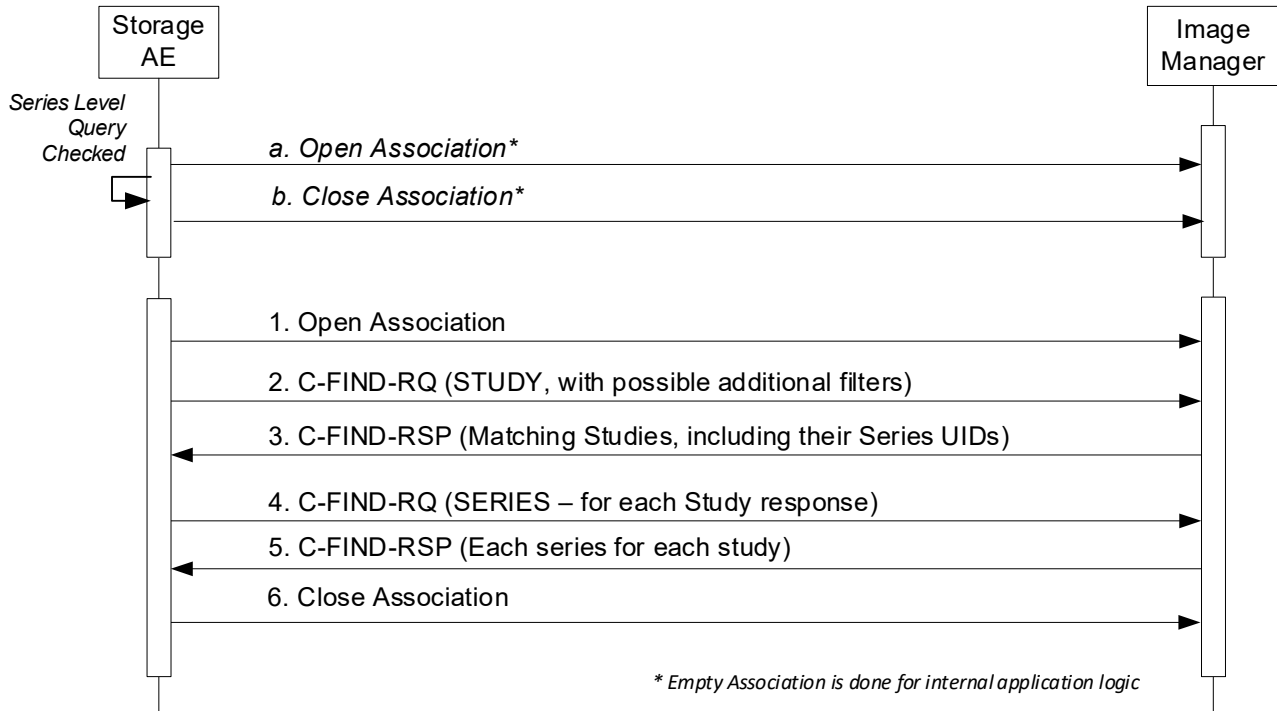 Storage
AE
Image
Manager
Series Level
Query
Checked
a. Open Association*
b. Close Association*
1. Open Association
2. C-FIND-RQ (STUDY, with possible additional filters)
3. C-FIND-RSP (Matching Studies, including their Series UIDs)
4. C-FIND-RQ (SERIES – for each Study response)
5. C-FIND-RSP (Each series for each study)
6. Close Association
* Empty Association is done for internal application logic